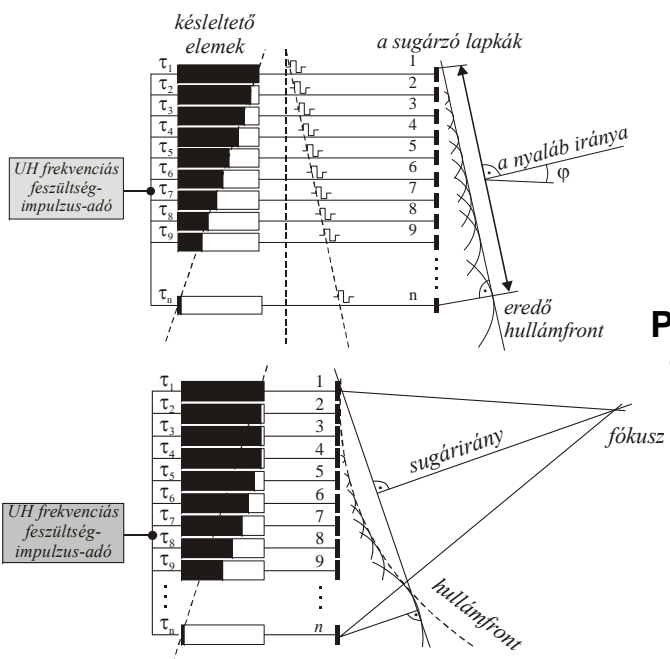 késleltető
elemek
a sugárzó lapkák
τ1
τ2
τ3
τ4
τ5
τ6
τ7
τ8
τ9
τn
1
2
3
4
5
6
7
8
9
n
UH frekvenciás
feszültség-
impulzus-adó
a nyaláb iránya
φ
eredő
hullámfront
P
τ1
τ2
τ3
τ4
τ5
τ6
τ7
τ8
τ9
τn
1
2
3
4
5
6
7
8
9
n
UH frekvenciás
feszültség-
impulzus-adó
sugárirány
fókusz
hullámfront